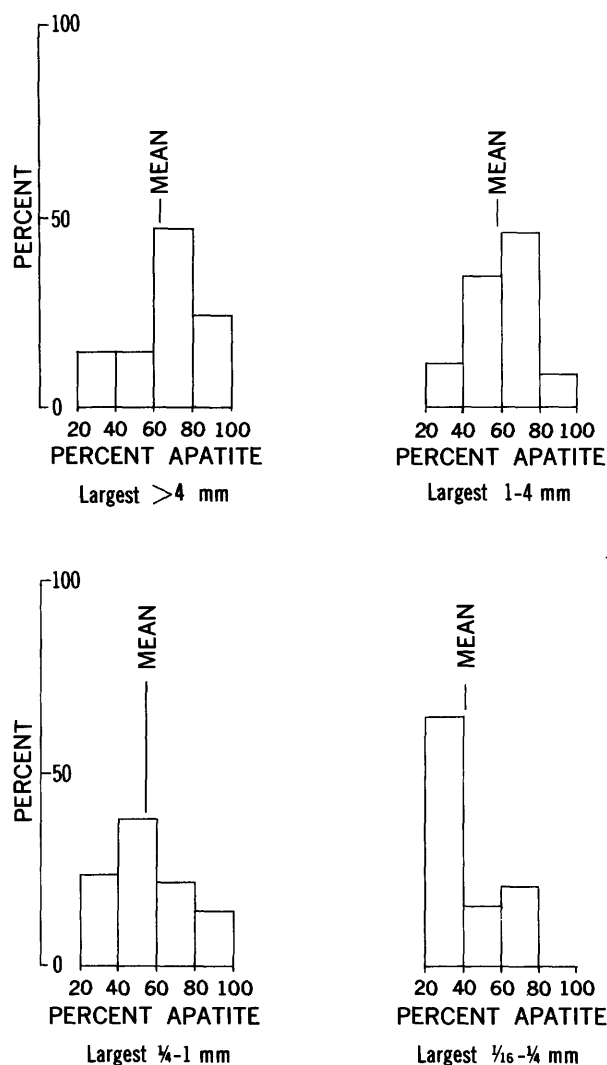 100
MEAN
PERCENT
50
0
20 40 60 80 100
PERCENT APATITE
Largest >4 mm
MEAN
20 40 60 80 100
PERCENT APATITE
Largest 1-4 mm
100
MEAN
PERCENT
50
0
20 40 60 80 100
PERCENT APATITE
Largest ¼-1 mm
MEAN
20 40 60 80 100
PERCENT APATITE
Largest 1/16-¼ mm